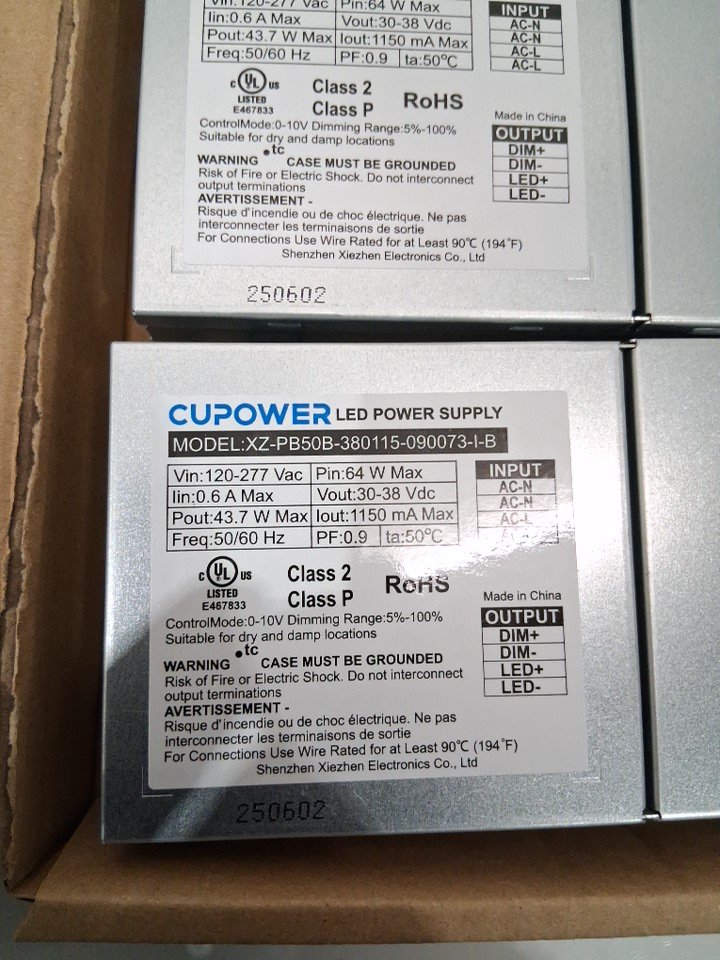 Vin:120-277 Vac Pin:64 W Max
Iin:0.6 A Max Vout:30-38 Vdc
Pout:43.7 W Max Iout:1150 mA Max
Freq:50/60 Hz PF:0.9 ta:50℃
INPUT
AC-N
AC-N
AC-L
AC-L
c UL us
LISTED
E467833
Class 2
Class P
RoHS
Made in China
ControlMode:0-10V Dimming Range:5%-100%
Suitable for dry and damp locations
•tc
WARNING CASE MUST BE GROUNDED
Risk of Fire or Electric Shock. Do not interconnect
output terminations
AVERTISSEMENT -
Risque d'incendie ou de choc électrique. Ne pas
interconnecter les terminaisons de sortie
For Connections Use Wire Rated for at Least 90℃ (194°F)
Shenzhen Xiezhen Electronics Co., Ltd
OUTPUT
DIM+
DIM-
LED+
LED-
250602
CUPOWER LED POWER SUPPLY
MODEL:XZ-PB50B-380115-090073-I-B
Vin:120-277 Vac Pin:64 W Max
Iin:0.6 A Max Vout:30-38 Vdc
Pout:43.7 W Max Iout:1150 mA Max
Freq:50/60 Hz PF:0.9 ta:50℃
INPUT
AC-N
AC-N
AC-L
c UL us
LISTED
E467833
Class 2
Class P
RoHS
Made in China
ControlMode:0-10V Dimming Range:5%-100%
Suitable for dry and damp locations
•tc
WARNING CASE MUST BE GROUNDED
Risk of Fire or Electric Shock. Do not interconnect
output terminations
AVERTISSEMENT -
Risque d'incendie ou de choc électrique. Ne pas
interconnecter les terminaisons de sortie
For Connections Use Wire Rated for at Least 90℃ (194°F)
Shenzhen Xiezhen Electronics Co., Ltd
OUTPUT
DIM+
DIM-
LED+
LED-
250602